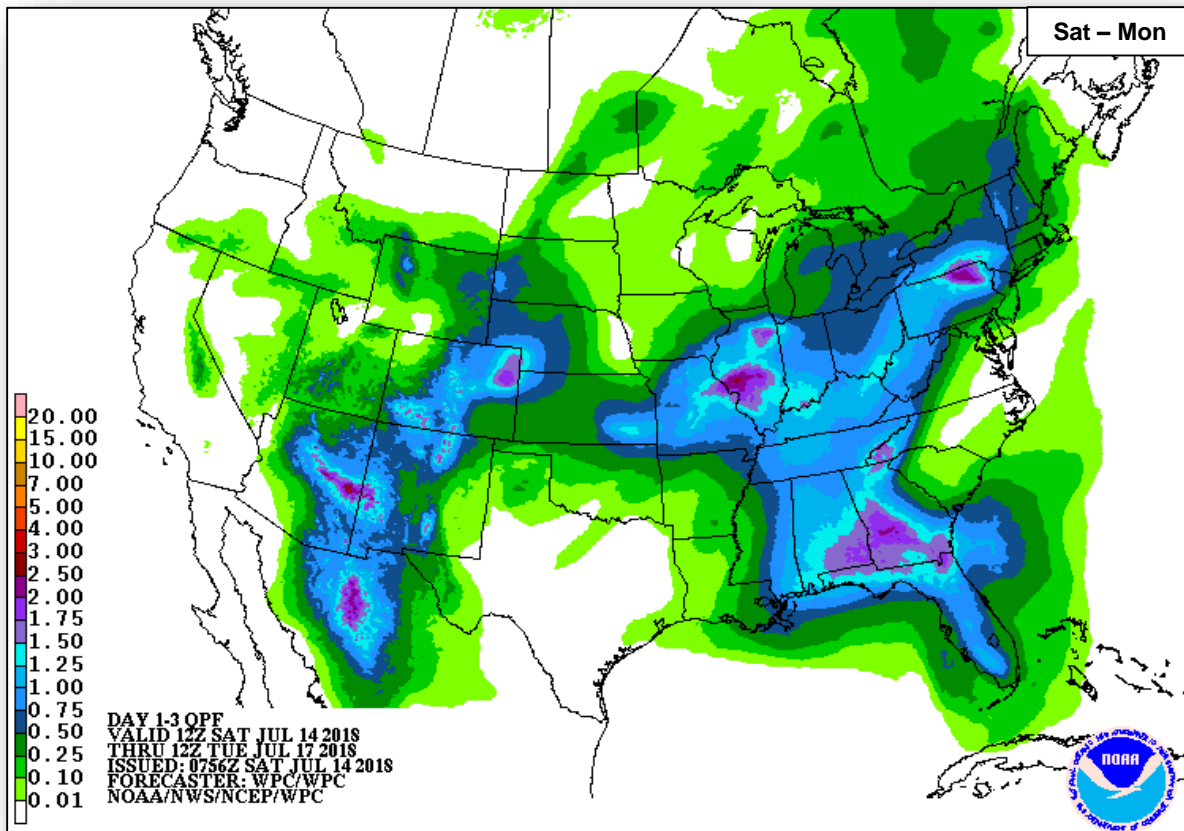 Sat – Mon
20.00
15.00
10.00
7.00
5.00
4.00
3.00
2.50
2.00
1.75
1.50
1.25
1.00
0.75
0.50
0.25
0.10
0.01
DAY 1-3 QPF
VALID 12Z SAT JUL 14 2018
THRU 12Z TUE JUL 17 2018
ISSUED: 0756Z SAT JUL 14 2018
FORECASTER: WPC/WPC
NOAA/NWS/NCEP/WPC
NOAA